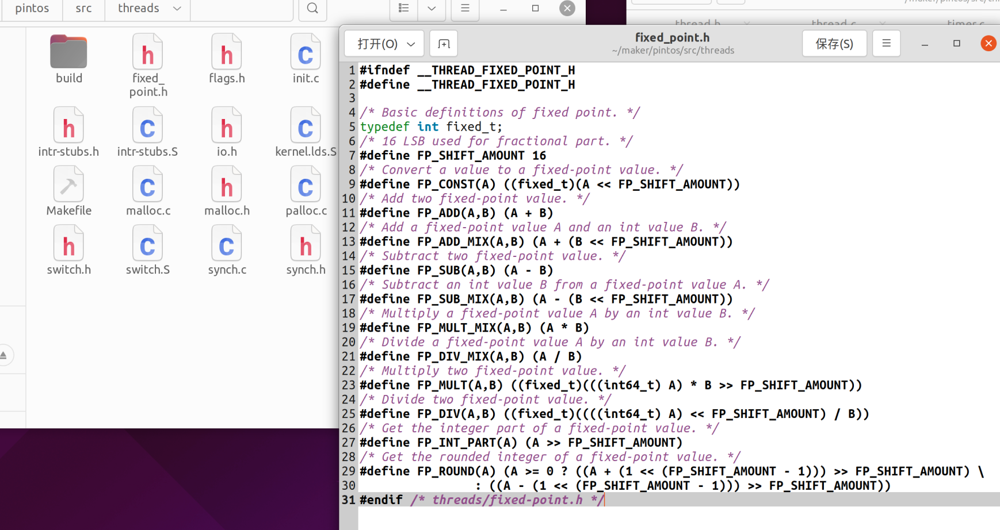 pintos src threads
build
fixed_
point.h
flags.h
init.c
intr-stubs.h
intr-stubs.S
io.h
kernel.lds.S
Makefile
malloc.c
malloc.h
palloc.c
switch.h
switch.S
synch.c
synch.h
~/maker/pintos/src/thr
thread.h thread.c timer.c
打开(O)
fixed_point.h
~/maker/pintos/src/threads
保存(S)
1 #ifndef __THREAD_FIXED_POINT_H
2 #define __THREAD_FIXED_POINT_H
3
4 /* Basic definitions of fixed point. */
5 typedef int fixed_t;
6 /* 16 LSB used for fractional part. */
7 #define FP_SHIFT_AMOUNT 16
8 /* Convert a value to a fixed-point value. */
9 #define FP_CONST(A) ((fixed_t)(A << FP_SHIFT_AMOUNT))
10 /* Add two fixed-point value. */
11 #define FP_ADD(A,B) (A + B)
12 /* Add a fixed-point value A and an int value B. */
13 #define FP_ADD_MIX(A,B) (A + (B << FP_SHIFT_AMOUNT))
14 /* Subtract two fixed-point value. */
15 #define FP_SUB(A,B) (A - B)
16 /* Subtract an int value B from a fixed-point value A. */
17 #define FP_SUB_MIX(A,B) (A - (B << FP_SHIFT_AMOUNT))
18 /* Multiply a fixed-point value A by an int value B. */
19 #define FP_MULT_MIX(A,B) (A * B)
20 /* Divide a fixed-point value A by an int value B. */
21 #define FP_DIV_MIX(A,B) (A / B)
22 /* Multiply two fixed-point value. */
23 #define FP_MULT(A,B) ((fixed_t)(((int64_t) A) * B >> FP_SHIFT_AMOUNT))
24 /* Divide two fixed-point value. */
25 #define FP_DIV(A,B) ((fixed_t)((((int64_t) A) << FP_SHIFT_AMOUNT) / B))
26 /* Get the integer part of a fixed-point value. */
27 #define FP_INT_PART(A) (A >> FP_SHIFT_AMOUNT)
28 /* Get the rounded integer of a fixed-point value. */
29 #define FP_ROUND(A) (A >= 0 ? ((A + (1 << (FP_SHIFT_AMOUNT - 1))) >> FP_SHIFT_AMOUNT) \
30 : ((A - (1 << (FP_SHIFT_AMOUNT - 1))) >> FP_SHIFT_AMOUNT))
31 #endif /* threads/fixed-point.h */